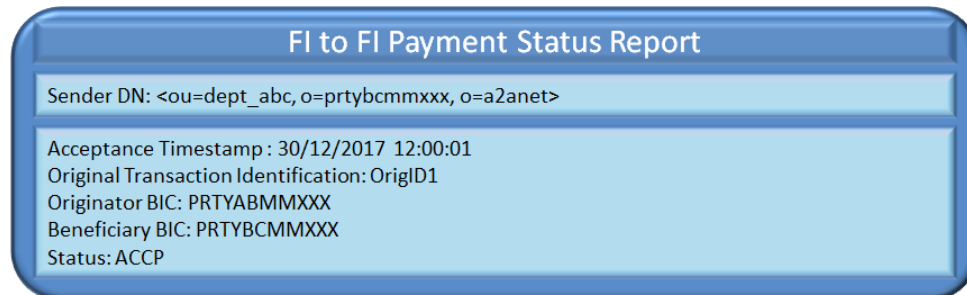 FI to FI Payment Status Report
Sender DN: <ou=dept_abc, o=prtybcmmxxx, o=a2anet>
Acceptance Timestamp : 30/12/2017 12:00:01
Original Transaction Identification: OrigID1
Originator BIC: PRTYABMMXXX
Beneficiary BIC: PRTYBCMMXXX
Status: ACCP